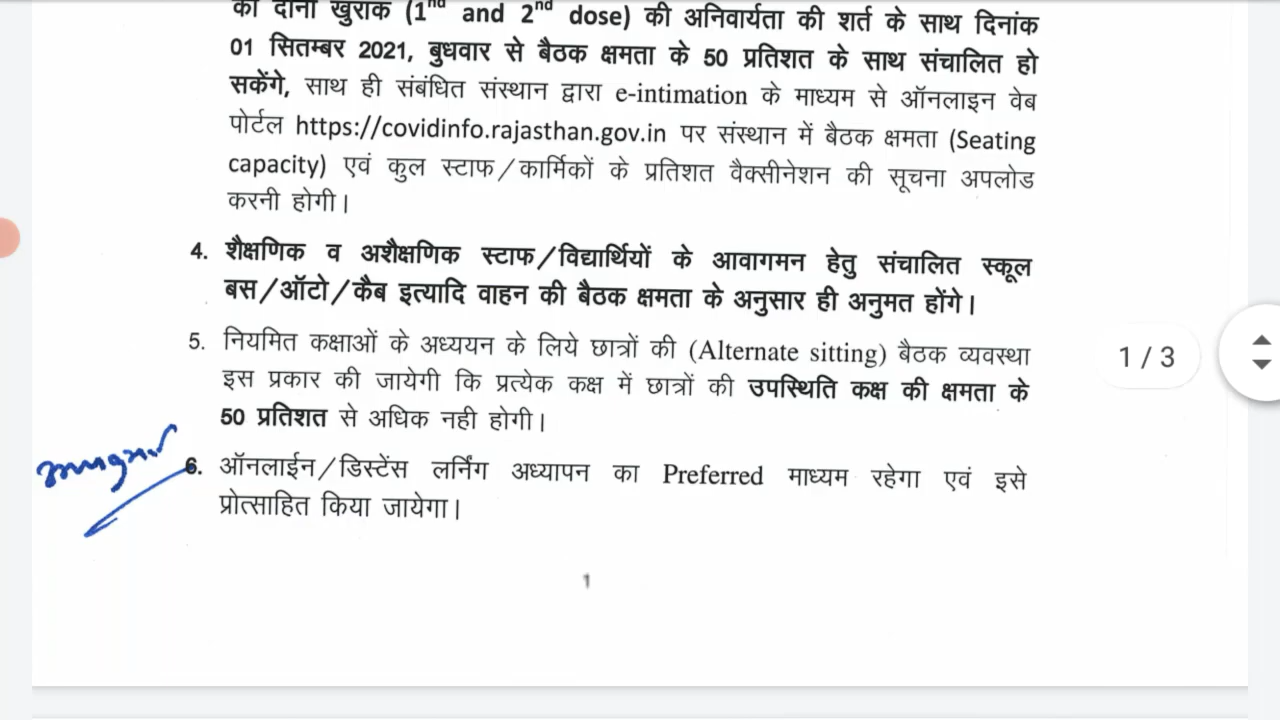 की दोनों खुराक (1nd and 2nd dose) की अनिवार्यता की शर्त के साथ दिनांक
01 सितम्बर 2021, बुधवार से बैठक क्षमता के 50 प्रतिशत के साथ संचालित हो
सकेंगे, साथ ही संबंधित संस्थान द्वारा e-intimation के माध्यम से ऑनलाइन वेब
पोर्टल https://covidinfo.rajasthan.gov.in पर संस्थान में बैठक क्षमता (Seating
capacity) एवं कुल स्टाफ/कार्मिकों के प्रतिशत वैक्सीनेशन की सूचना अपलोड
करनी होगी।
4. शैक्षणिक व अशैक्षणिक स्टाफ/विद्यार्थियों के आवागमन हेतु संचालित स्कूल
बस/ऑटो/कैब इत्यादि वाहन की बैठक क्षमता के अनुसार ही अनुमत होंगे।
5. नियमित कक्षाओं के अध्ययन के लिये छात्रों की (Alternate sitting) बैठक व्यवस्था
इस प्रकार की जायेगी कि प्रत्येक कक्ष में छात्रों की उपस्थिति कक्ष की क्षमता के
50 प्रतिशत से अधिक नही होगी।
6. ऑनलाईन/डिस्टेंस लर्निंग अध्यापन का Preferred माध्यम रहेगा एवं इसे
प्रोत्साहित किया जायेगा।
1
1 / 3